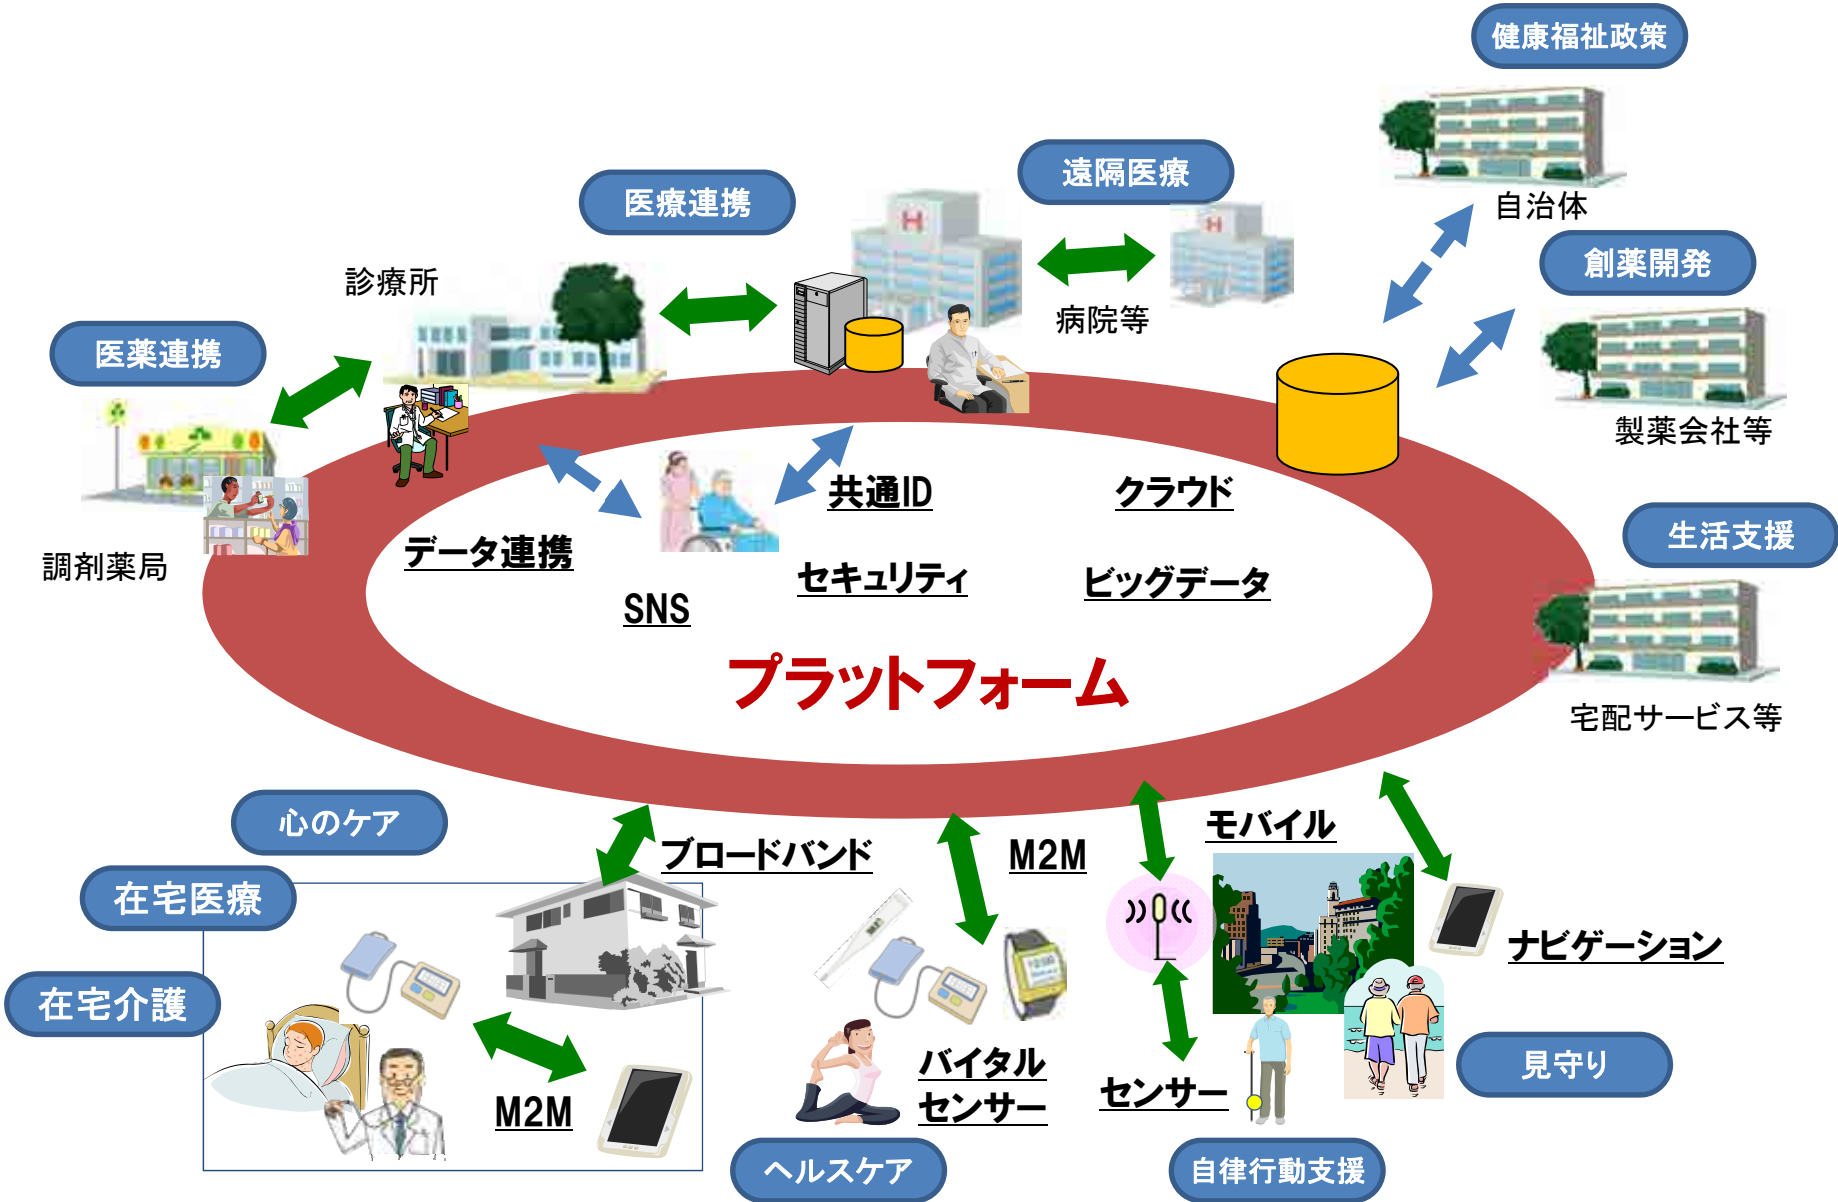 健康福祉政策
自治体
遠隔医療
医療連携
病院等
創薬開発
製薬会社等
診療所
医薬連携
調剤薬局
共通ID
クラウド
データ連携
セキュリティ
ビッグデータ
SNS
プラットフォーム
生活支援
宅配サービス等
心のケア
ブロードバンド
M2M
モバイル
在宅医療
ナビゲーション
在宅介護
M2M
バイタル
センサー
センサー
見守り
ヘルスケア
自律行動支援
H
H